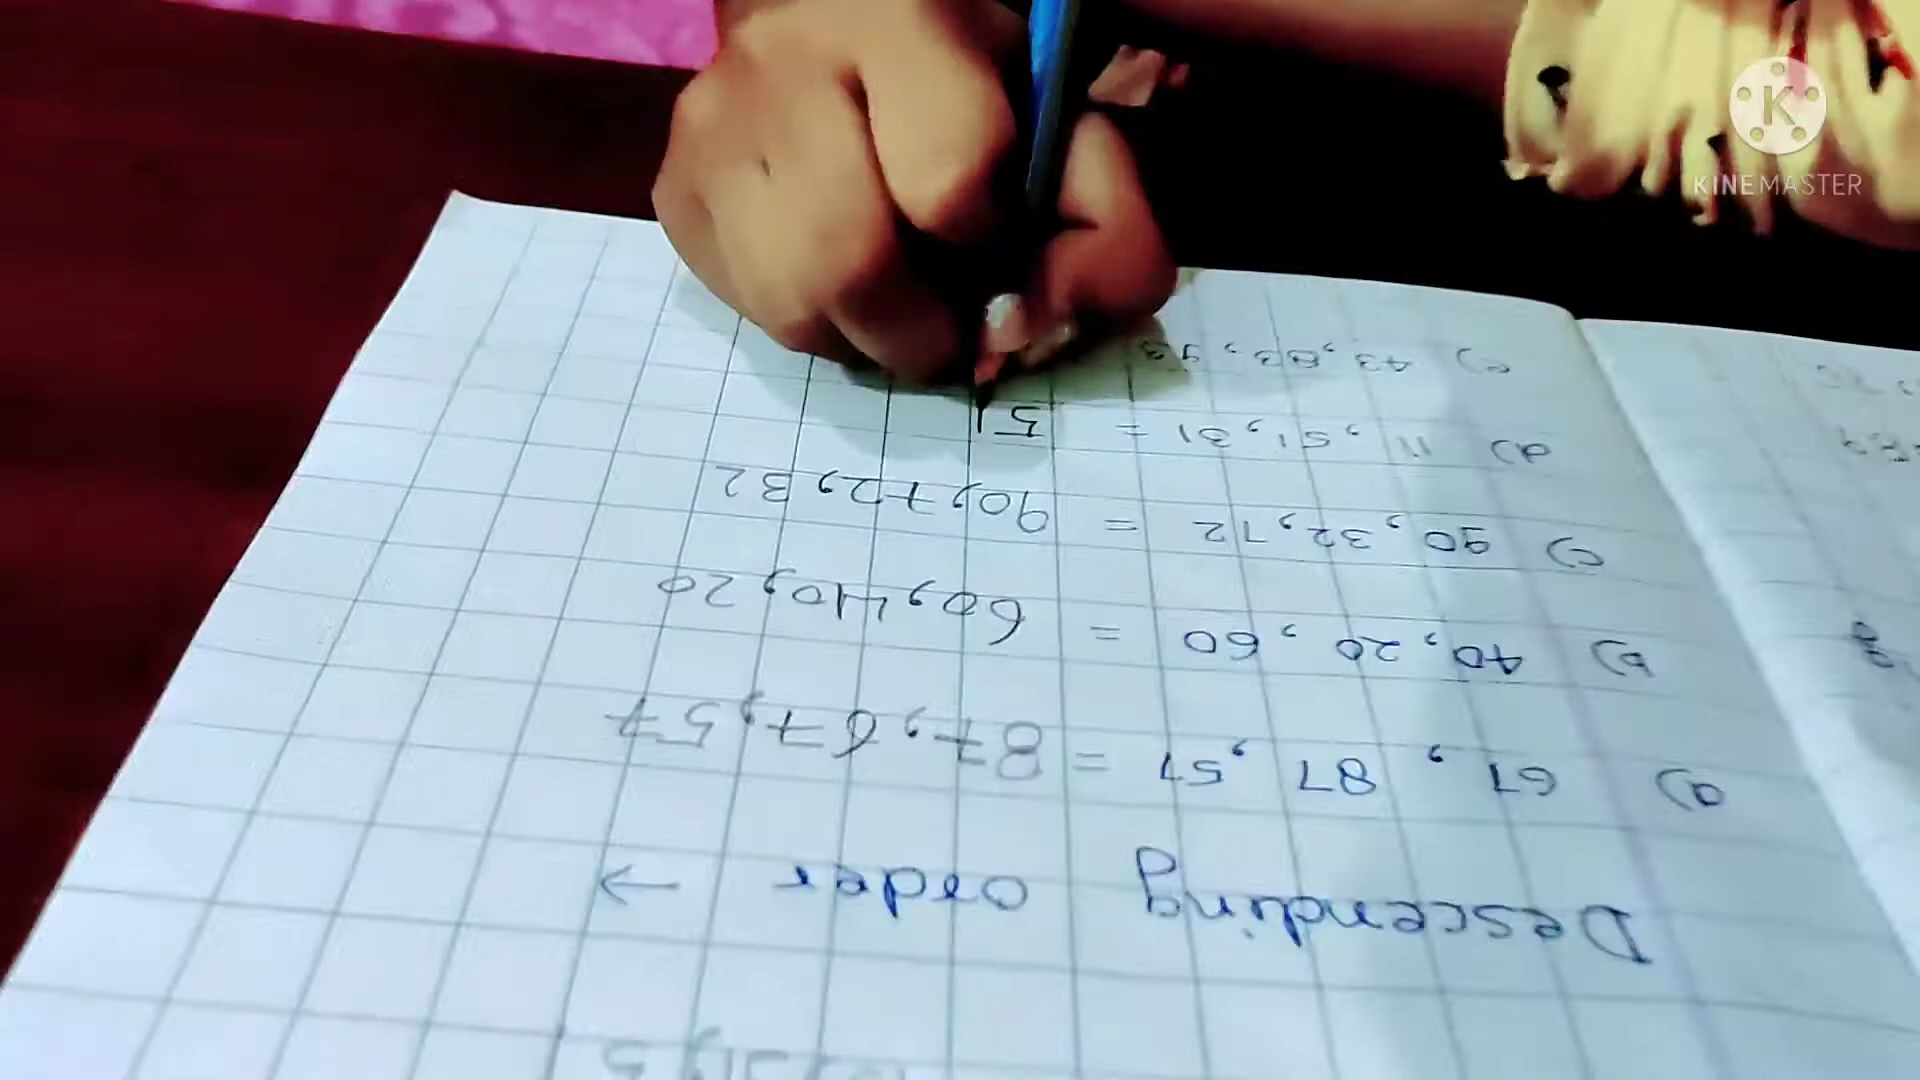 Descending order →
a) 67, 87, 57 = 87, 67, 57
b) 40, 20, 60 = 60, 40, 20
c) 90, 32, 72 = 90, 72, 32
d) 11, 51, 31 = 51
e) 43, 83, 93
KINEMASTER